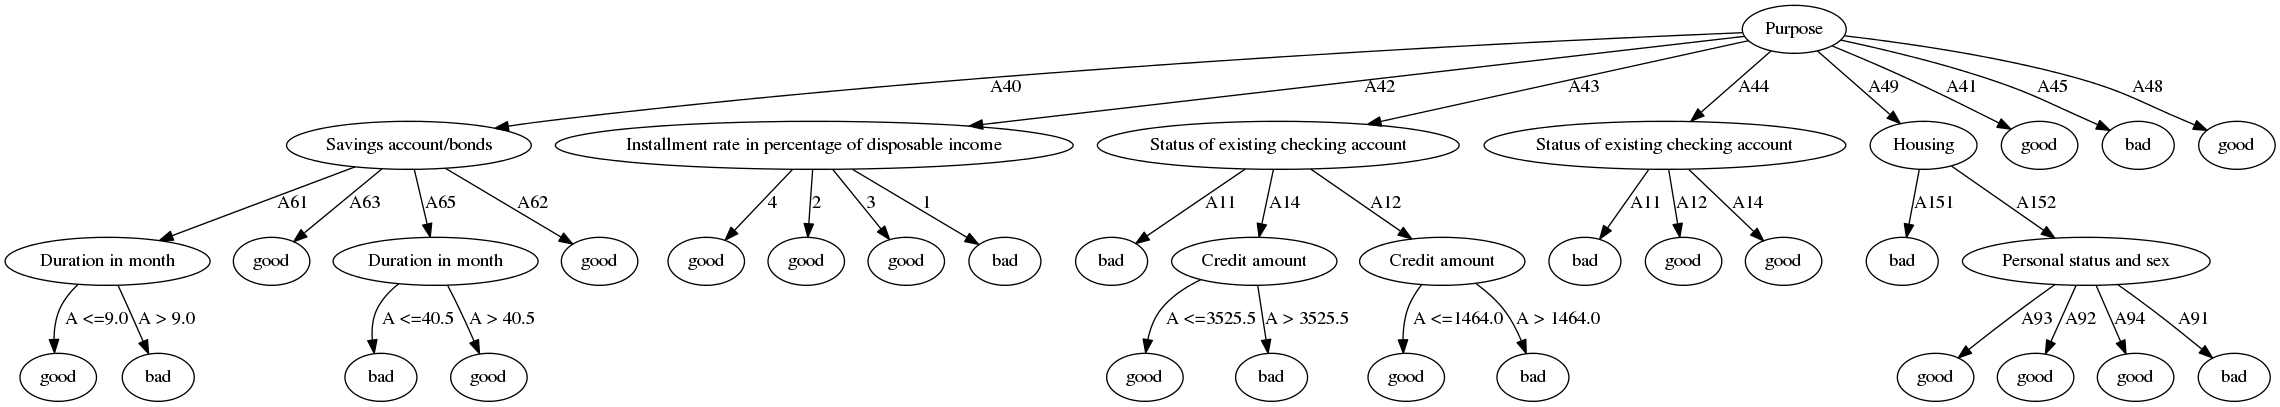 Purpose
A40
A42
A43
A44
A49
A41
A45
A48
Savings account/bonds
Installment rate in percentage of disposable income
Status of existing checking account
Status of existing checking account
Housing
good
bad
good
A61
A63
A65
A62
4
2
3
1
A11
A14
A12
A11
A12
A14
A151
A152
Duration in month
good
Duration in month
good
good
good
good
bad
bad
Credit amount
Credit amount
bad
good
good
bad
Personal status and sex
A <=9.0
A > 9.0
A <=40.5
A > 40.5
A <=3525.5
A > 3525.5
A <=1464.0
A > 1464.0
A93
A92
A94
A91
good
bad
bad
good
good
bad
good
bad
good
good
good
bad